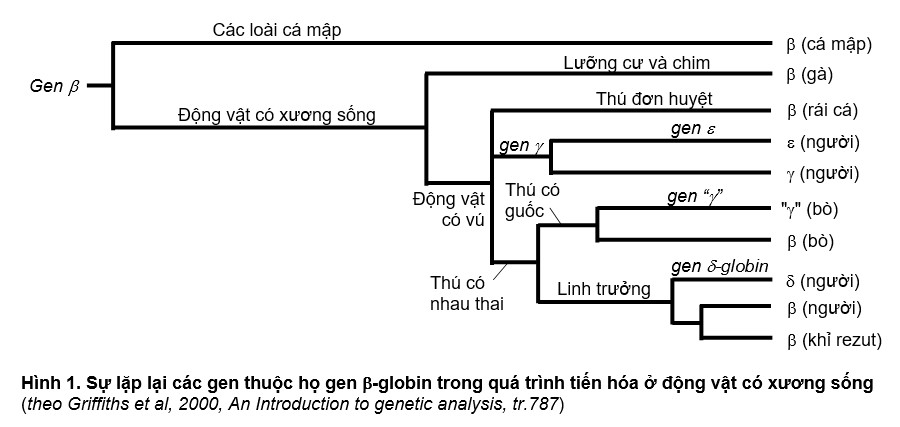 Các loài cá mập
β (cá mập)
Gen β
Lưỡng cư và chim
β (gà)
Động vật có xương sống
Thú đơn huyệt
β (rái cá)
gen ε
ε (người)
gen γ
γ (người)
Động vật
có vú
Thú có
guốc
gen “γ”
"γ" (bò)
β (bò)
Thú có
nhau thai
Linh trưởng
gen δ-globin
δ (người)
β (người)
β (khỉ rezut)
Hình 1. Sự lặp lại các gen thuộc họ gen β-globin trong quá trình tiến hóa ở động vật có xương sống
(theo Griffiths et al, 2000, An Introduction to genetic analysis, tr.787)